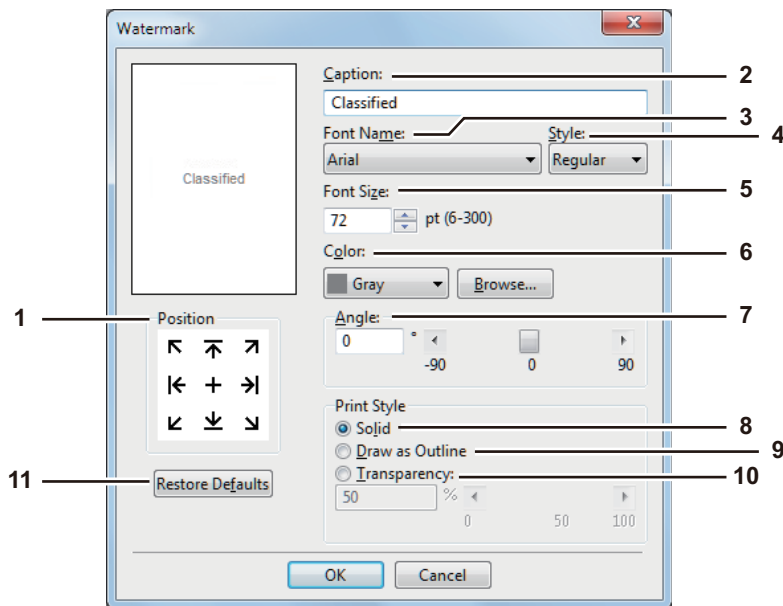 Watermark
Caption: 2
Classified
3
Font Name: Style: 4
Arial Regular
Classified
Font Size: 5
72 pt (6-300)
Color: 6
Gray Browse...
1 Position Angle: 7
0 °
-90 0 90
Print Style
Solid 8
Draw as Outline 9
11 Restore Defaults Transparency: 10
50 %
0 50 100
OK Cancel